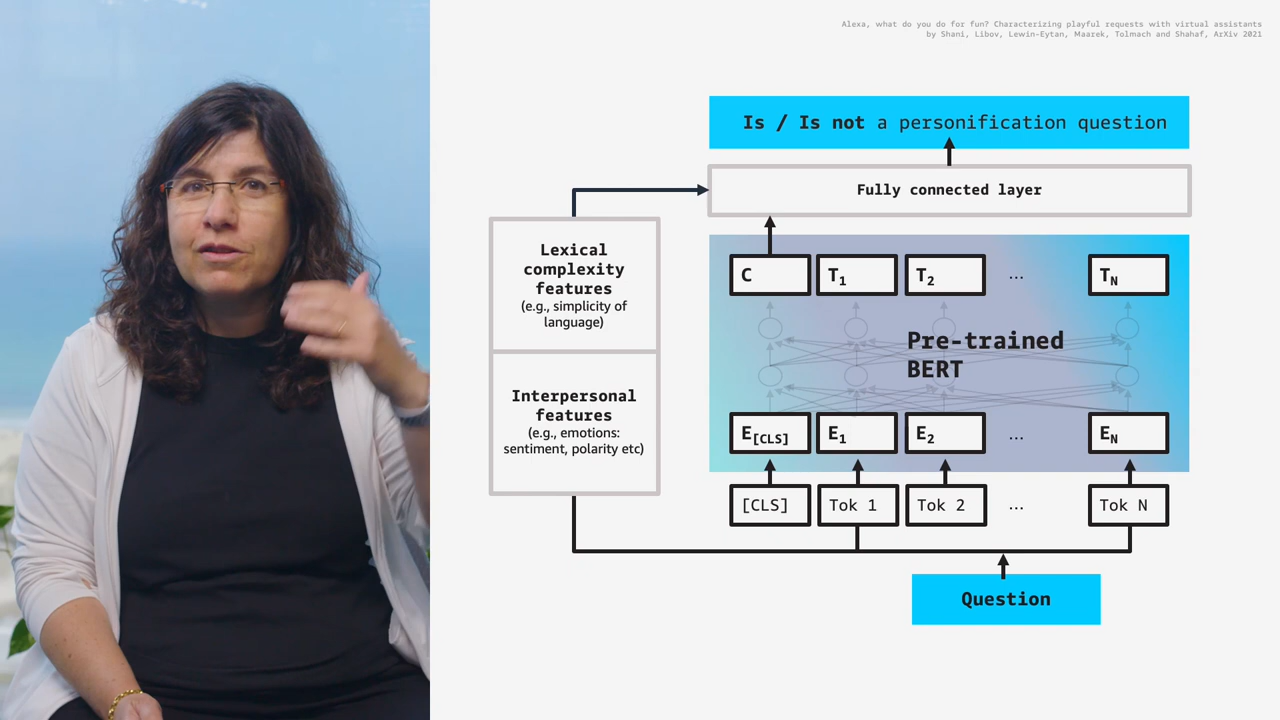 Alexa, what do you do for fun? Characterizing playful requests with virtual assistants
by Shani, Libov, Lewin-Eytan, Maarek, Tolmach and Shahaf, ArXiv 2021
Is / Is not a personification question
Fully connected layer
Lexical
complexity
features
(e.g., simplicity of
language)
Interpersonal
features
(e.g., emotions:
sentiment, polarity etc)
C T1 T2 ... TN
Pre-trained
BERT
E[CLS] E1 E2 ... EN
[CLS] Tok 1 Tok 2 ... Tok N
Question